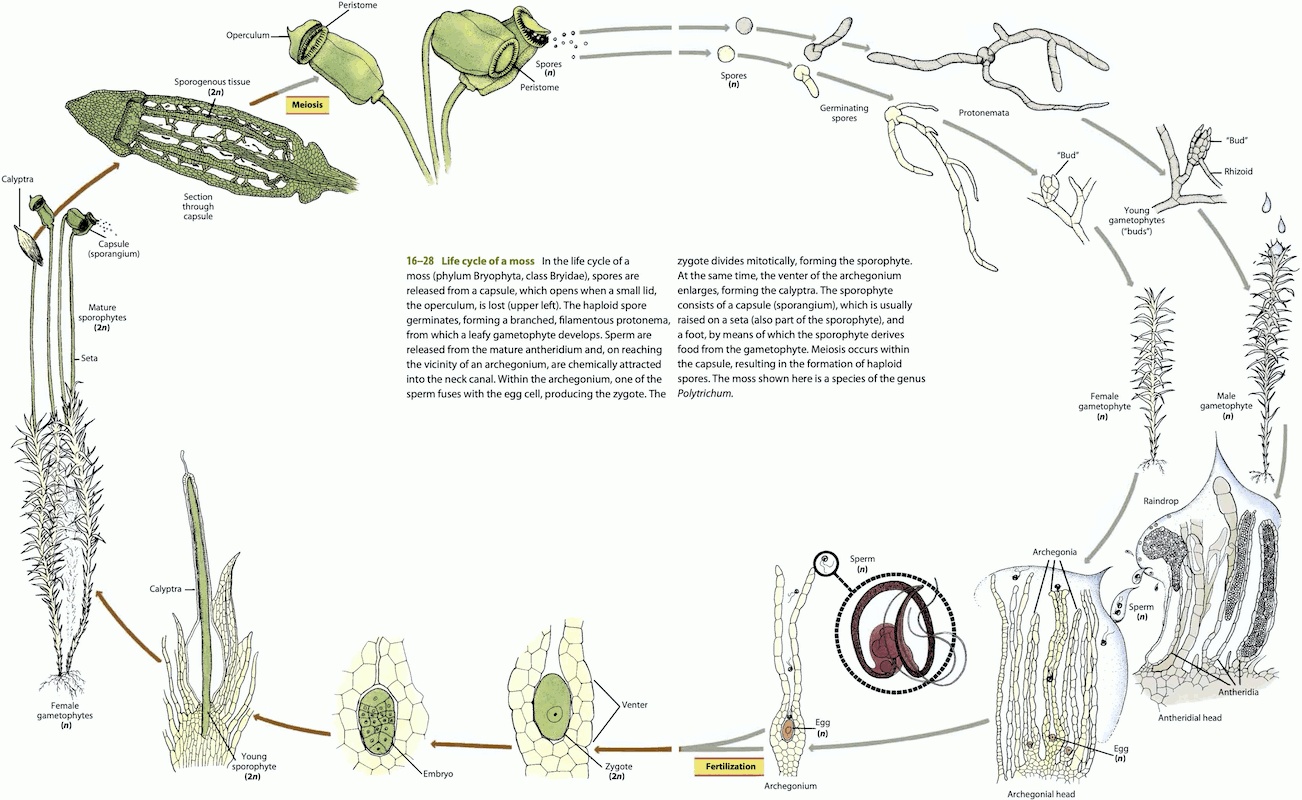 Peristome
Operculum
Sporogenous tissue
(2n)
Meiosis
Spores
(n)
Peristome
Spores
(n)
Germinating
spores
Protonemata
"Bud"
"Bud"
Rhizoid
Young
gametophytes
("buds")
Calyptra
Section
through
capsule
Capsule
(sporangium)
Mature
sporophytes
(2n)
Seta
16–28 Life cycle of a moss In the life cycle of a
moss (phylum Bryophyta, class Bryidae), spores are
released from a capsule, which opens when a small lid,
the operculum, is lost (upper left). The haploid spore
germinates, forming a branched, filamentous protonema,
from which a leafy gametophyte develops. Sperm are
released from the mature antheridium and, on reaching
the vicinity of an archegonium, are chemically attracted
into the neck canal. Within the archegonium, one of the
sperm fuses with the egg cell, producing the zygote. The
zygote divides mitotically, forming the sporophyte.
At the same time, the venter of the archegonium
enlarges, forming the calyptra. The sporophyte
consists of a capsule (sporangium), which is usually
raised on a seta (also part of the sporophyte), and
a foot, by means of which the sporophyte derives
food from the gametophyte. Meiosis occurs within
the capsule, resulting in the formation of haploid
spores. The moss shown here is a species of the genus
Polytrichum.
Female
gametophyte
(n)
Male
gametophyte
(n)
Raindrop
Archegonia
Sperm
(n)
Sperm
(n)
Antheridia
Antheridial head
Egg
(n)
Archegonial head
Egg
(n)
Archegonium
Fertilization
Venter
Zygote
(2n)
Embryo
Calyptra
Young
sporophyte
(2n)
Female
gametophytes
(n)